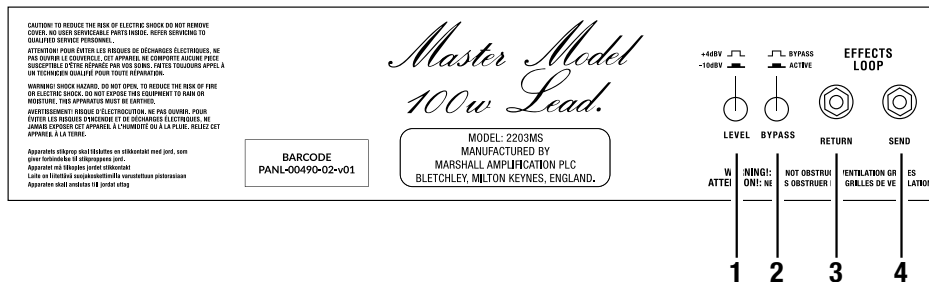 CAUTION! TO REDUCE THE RISK OF ELECTRIC SHOCK DO NOT REMOVE
COVER. NO USER SERVICEABLE PARTS INSIDE. REFER SERVICING TO
QUALIFIED SERVICE PERSONNEL.
ATTENTION! POUR ÉVITER LES RISQUES DE DÉCHARGES ÉLECTRIQUES, NE
PAS OUVRIR LE COUVERCLE, CET APPAREIL NE COMPORTE AUCUNE PIÈCE
SUSCEPTIBLE D'ÊTRE RÉPARÉE PAR VOS SOINS. FAITES TOUJOURS APPEL À
UN TECHNICIEN QUALIFIÉ POUR TOUTE RÉPARATION.
WARNING! SHOCK HAZARD. DO NOT OPEN. TO REDUCE THE RISK OF FIRE
OR ELECTRIC SHOCK. DO NOT EXPOSE THIS EQUIPMENT TO RAIN OR
MOISTURE. THIS APPARATUS MUST BE EARTHED.
AVERTISSEMENT! RISQUE D'ÉLECTROCUTION. NE PAS OUVRIR. POUR
ÉVITER LES RISQUES D'INCENDIE ET DE DÉCHARGES ÉLECTRIQUES, NE
JAMAIS EXPOSER CET APPAREIL À L'HUMIDITÉ OU À LA PLUIE. RELIEZ CET
APPAREIL À LA TERRE.
Apparatets stikprop skal tilsluttes en stikkontakt med jord, som
giver forbindelse til stikproppens jord.
Apparatet må tilkoples jordet stikkontakt
Laite on liitettävä suojakoskettimilla varustettuun pistorasiaan
Apparaten skall anslutas till jordat uttag
BARCODE
PANL-00490-02-v01
Master Model
100w Lead.
MODEL: 2203MS
MANUFACTURED BY
MARSHALL AMPLIFICATION PLC
BLETCHLEY, MILTON KEYNES, ENGLAND.
+4dBV
-10dBV
BYPASS
ACTIVE
EFFECTS
LOOP
LEVEL BYPASS
RETURN SEND
NOT
NE
1 2 3 4